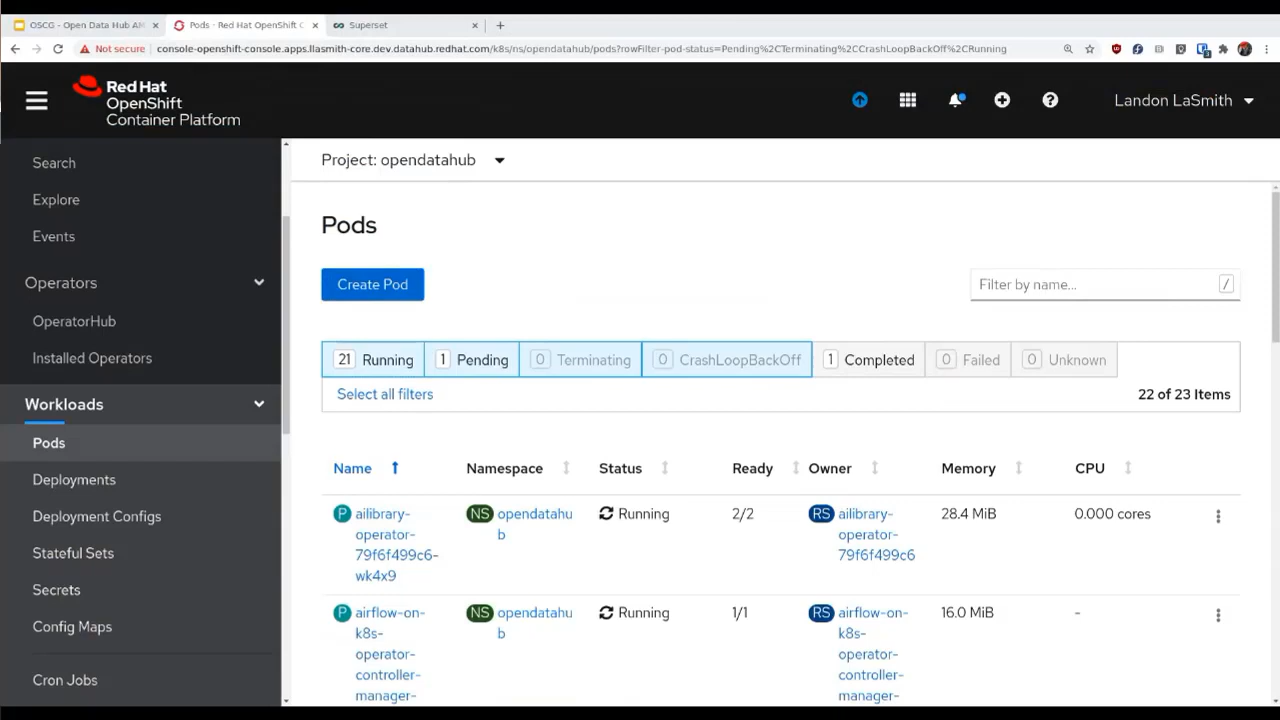 OSCG - Open Data Hub AM
Pods · Red Hat OpenShift C
Superset
Not secure
console-openshift-console.apps.llasmith-core.dev.datahub.redhat.com/k8s/ns/opendatahub/pods?rowFilter-pod-status=Pending%2CTerminating%2CCrashLoopBackOff%2CRunning
Red Hat
OpenShift
Container Platform
Landon LaSmith
Search
Explore
Events
Operators
OperatorHub
Installed Operators
Workloads
Pods
Deployments
Deployment Configs
Stateful Sets
Secrets
Config Maps
Cron Jobs
Project: opendatahub
Pods
Create Pod
Filter by name...
/
21 Running
1 Pending
0 Terminating
0 CrashLoopBackOff
1 Completed
0 Failed
0 Unknown
Select all filters
22 of 23 Items
Name
Namespace
Status
Ready
Owner
Memory
CPU
P ailibrary-
operator-
79f6f499c6-
wk4x9
NS opendatahu
b
Running
2/2
RS ailibrary-
operator-
79f6f499c6
28.4 MiB
0.000 cores
P airflow-on-
k8s-
operator-
controller-
manager-
NS opendatahu
b
Running
1/1
RS airflow-on-
k8s-
operator-
controller-
manager-
16.0 MiB
-